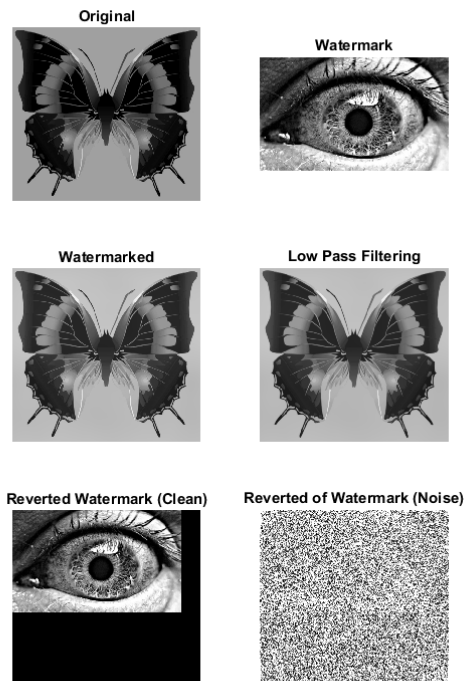 Original
Watermark
Watermarked
Low Pass Filtering
Reverted Watermark (Clean)
Reverted of Watermark (Noise)